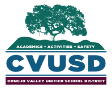 ACADEMICS • ACTIVITIES • SAFETY
CVUSD
CONEJO VALLEY UNIFIED SCHOOL DISTRICT